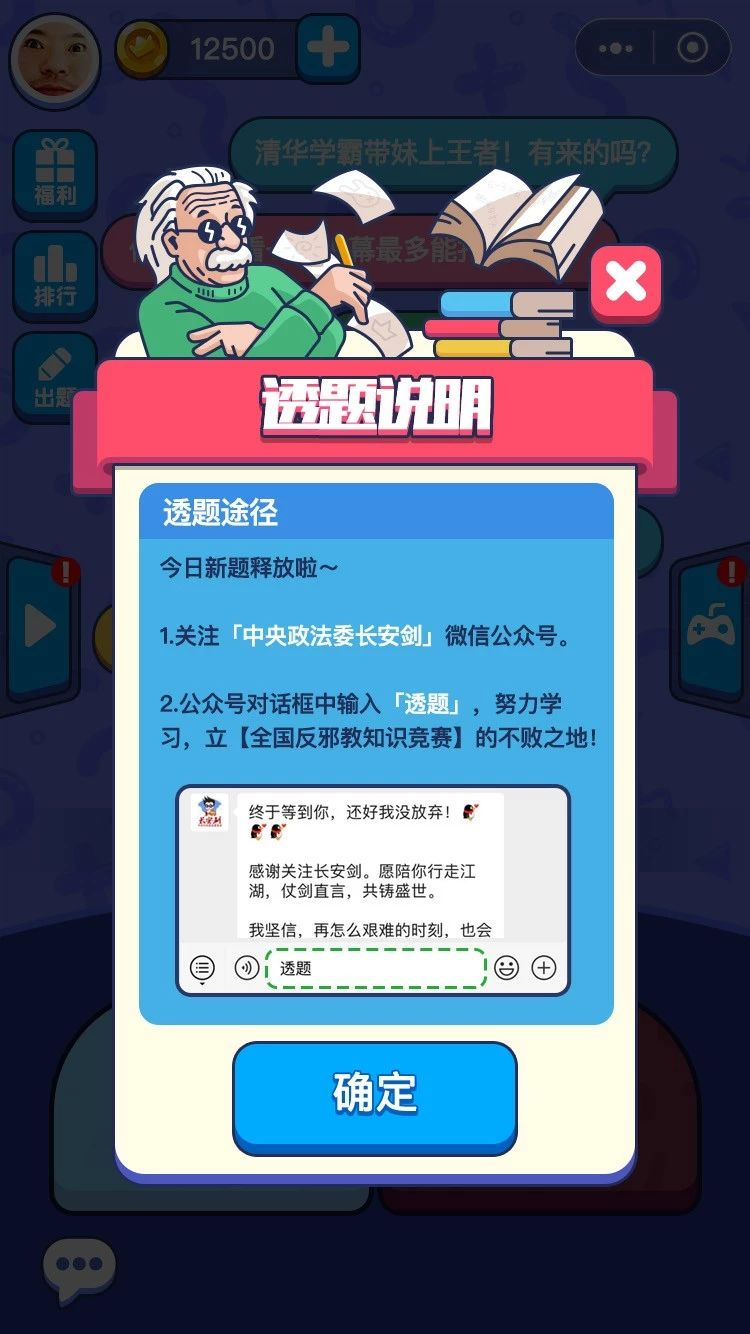 12500
清华学霸带妹上王者！有来的吗？
福利
排行
出题
透题说明
透题途径
今日新题释放啦～
1.关注「中央政法委长安剑」微信公众号。
2.公众号对话框中输入「透题」，努力学
习，立【全国反邪教知识竞赛】的不败之地！
终于等到你，还好我没放弃！
感谢关注长安剑。愿陪你行走江
湖，仗剑直言，共铸盛世。
我坚信，再怎么艰难的时刻，也会
透题
确定